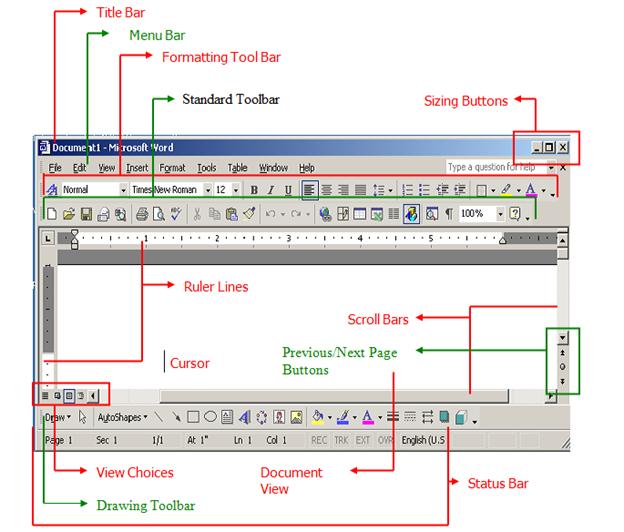 Title Bar
Menu Bar
Formatting Tool Bar
Standard Toolbar
Sizing Buttons
Document1 - Microsoft Word
File Edit View Insert Format Tools Table Window Help
Type a question for help
Normal Times New Roman 12 B I U A
100%
1 2 3 4 5
Ruler Lines
Scroll Bars
Previous/Next Page
Buttons
Cursor
Draw AutoShapes
Page 1 Sec 1 1/1 At 1" Ln 1 Col 1 REC TRK EXT OVR English (U.S
View Choices
Document
View
Status Bar
Drawing Toolbar